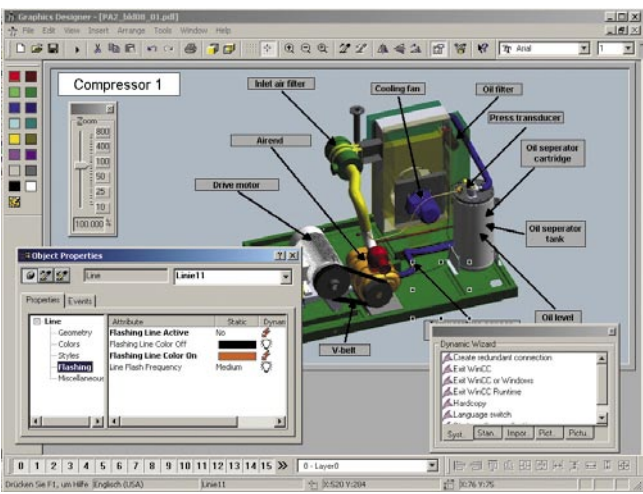 Graphics Designer - [PA2_bld08_01.pdl]
File Edit View Insert Arrange Tools Window Help
Arial 1
Compressor 1
Zoom
800
400
100
50
25
10
100.000 %
Inlet air filter
Cooling fan
Oil filter
Press transducer
Airend
Oil seperator
cartridge
Drive motor
Oil seperator
tank
Oil level
V-belt
Object Properties
Line Linie11
Properties Events
Line
Geometry
Colors
Styles
Flashing
Miscellaneous
Attribute Static Dynam
Flashing Line Active No
Flashing Line Color Off
Flashing Line Color On
Line Flash Frequency Medium
Dynamic Wizard
Create redundant connection
Exit WinCC
Exit WinCC or Windows
Exit WinCC Runtime
Hardcopy
Language switch
Syst... Stan... Impor... Pict... Pictu...
0 1 2 3 4 5 6 7 8 9 10 11 12 13 14 15 0 - Layer0
Drücken Sie F1, um Hilfe Englisch (USA) Linie11 X:520 Y:204 X:76 Y:75